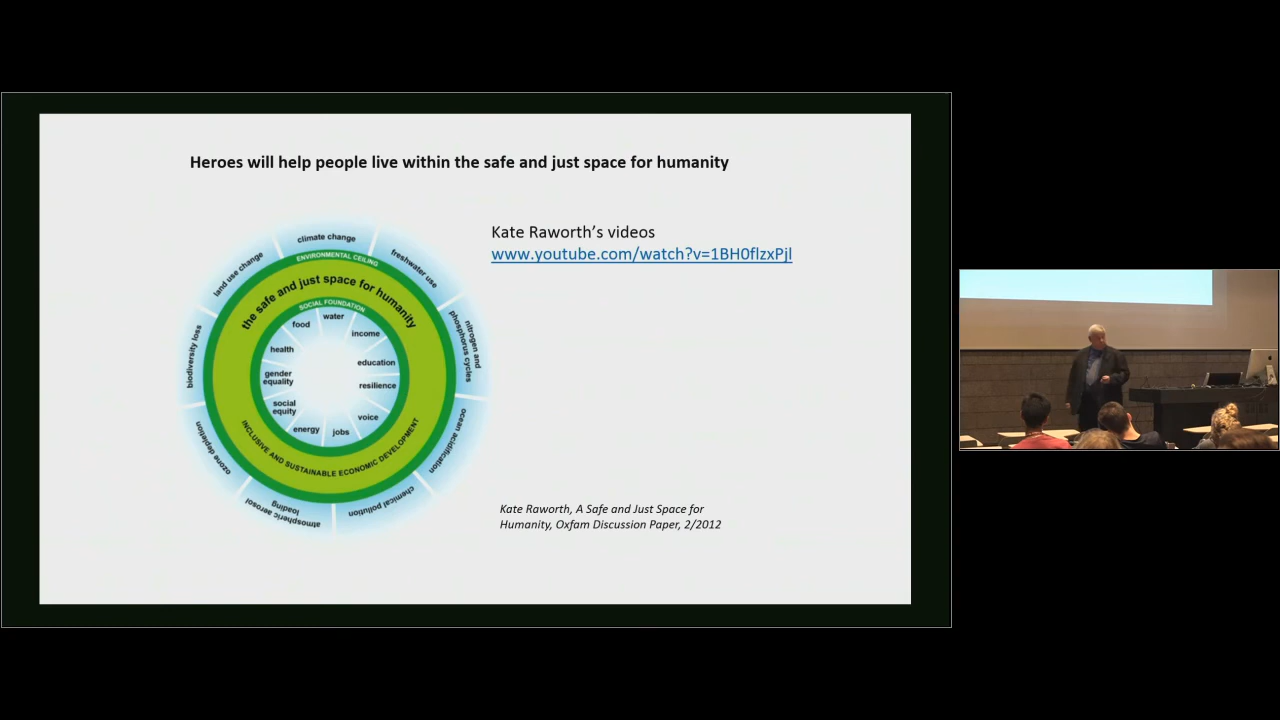 Heroes will help people live within the safe and just space for humanity
Kate Raworth’s videos
www.youtube.com/watch?v=1BH0flzxPjI
climate change
freshwater use
nitrogen and
phosphorus cycles
ocean acidification
chemical pollution
atmospheric aerosol
loading
ozone depletion
biodiversity loss
land use change
ENVIRONMENTAL CEILING
the safe and just space for humanity
SOCIAL FOUNDATION
water
income
education
resilience
voice
jobs
energy
social
equity
gender
equality
health
food
INCLUSIVE AND SUSTAINABLE ECONOMIC DEVELOPMENT
Kate Raworth, A Safe and Just Space for
Humanity, Oxfam Discussion Paper, 2/2012